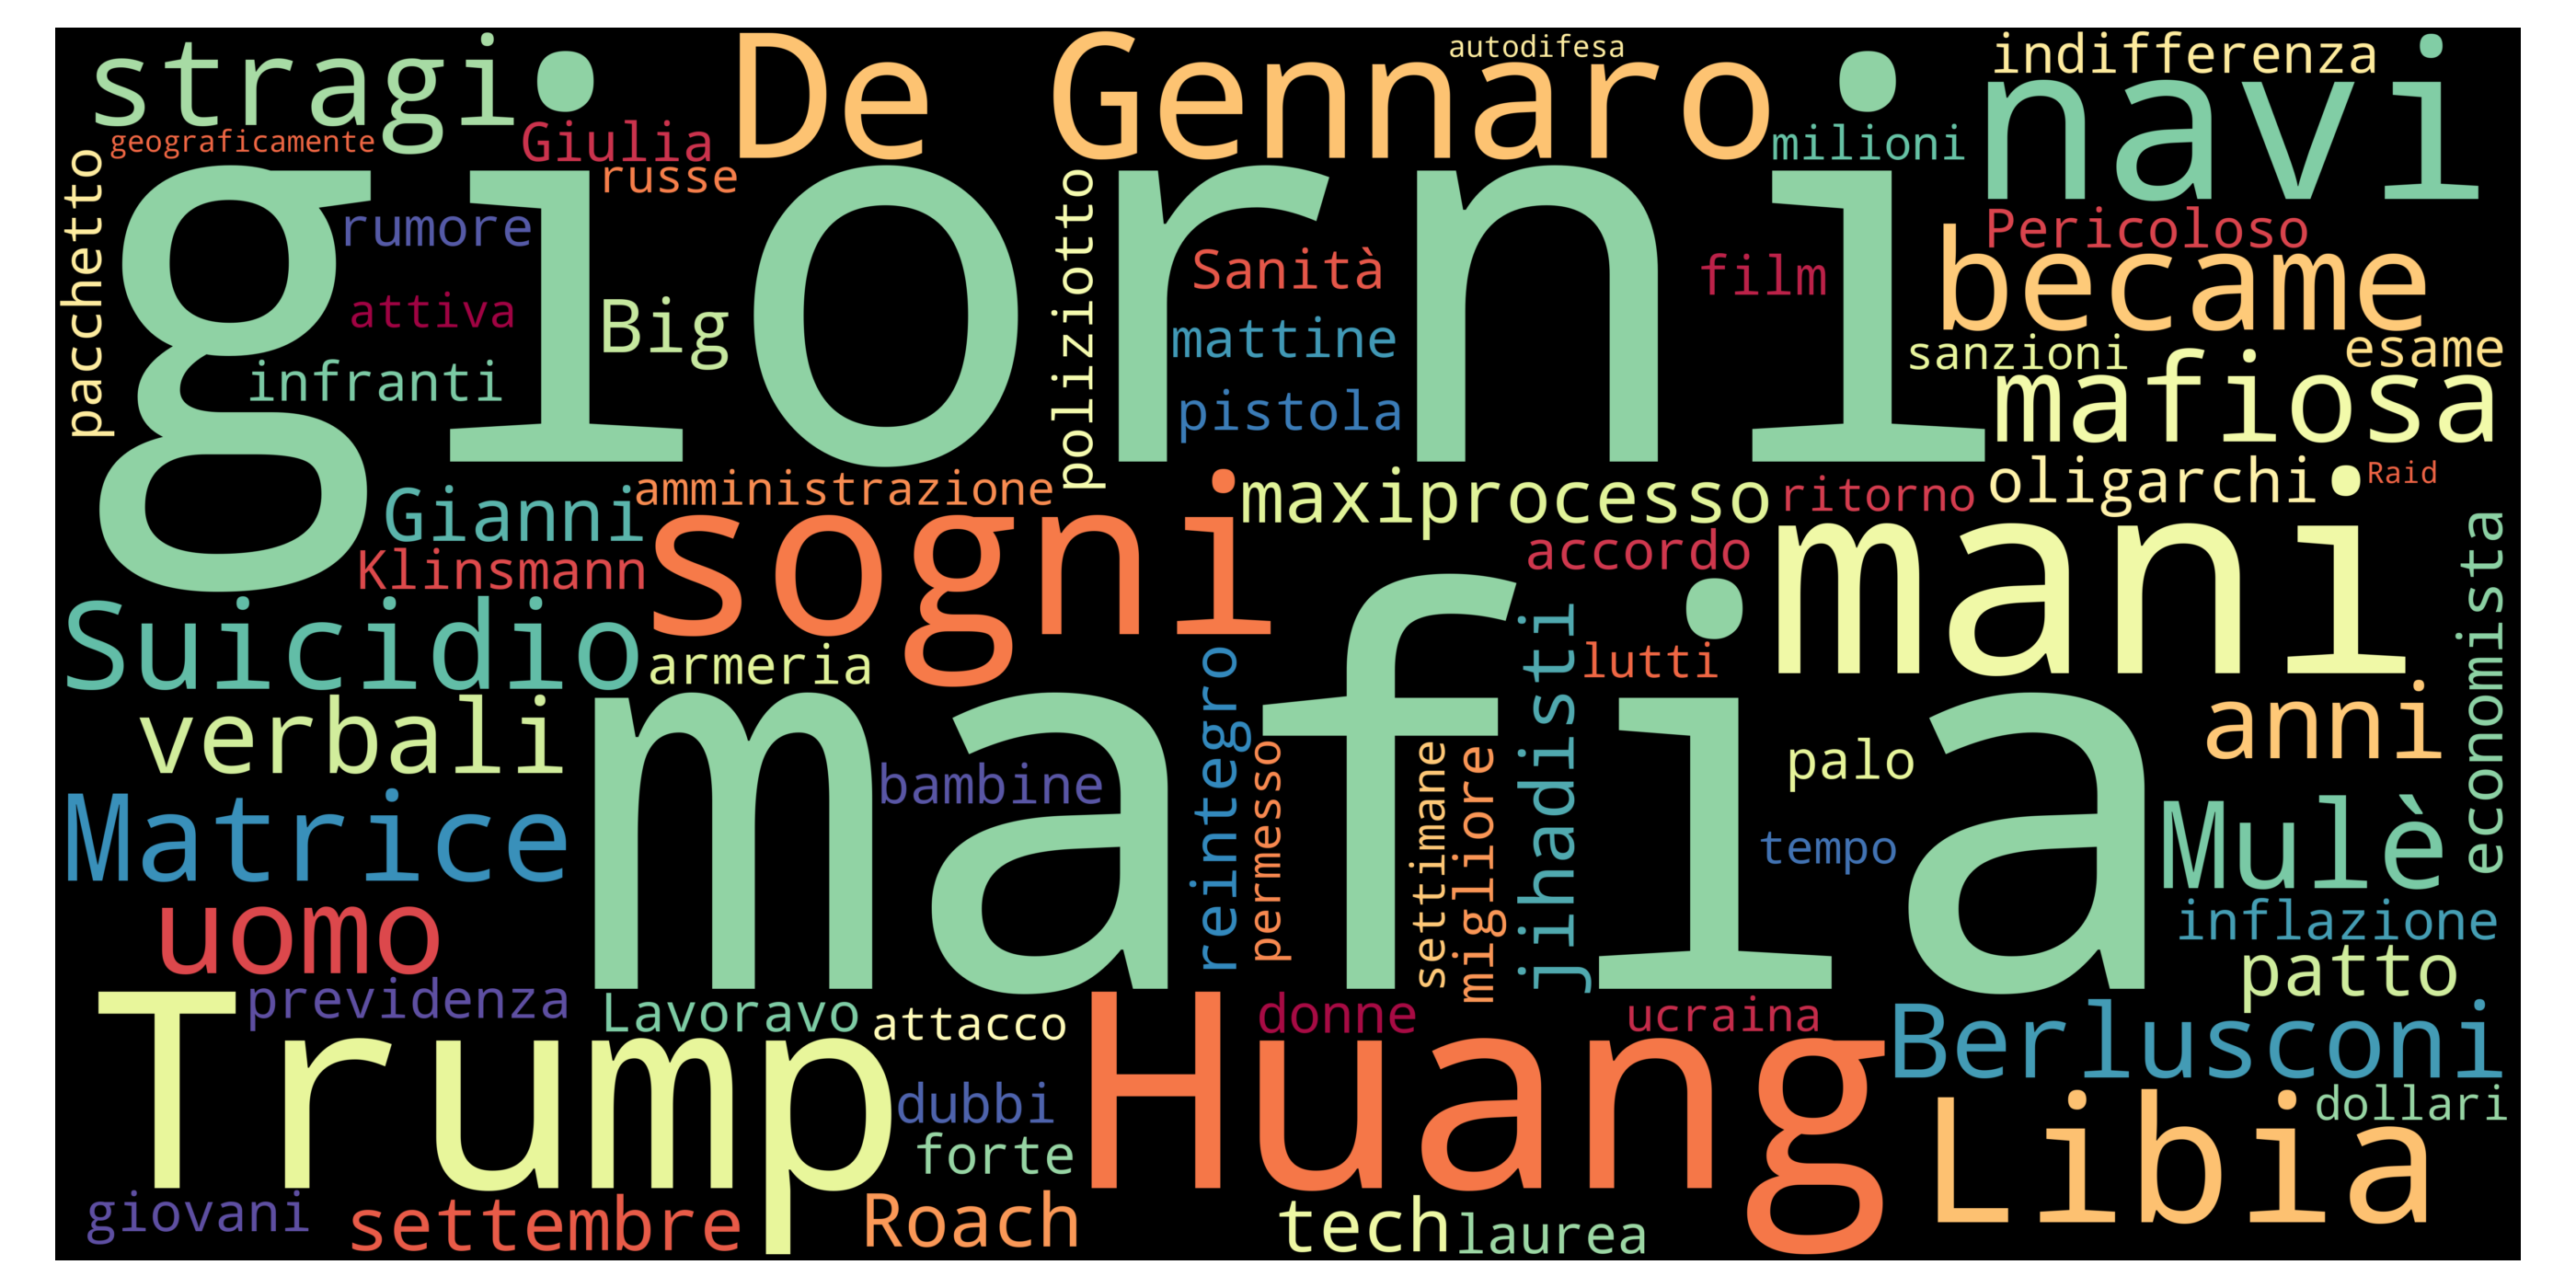 stragi
De Gennaro
autodifesa
indifferenza
navi
geograficamente
Giulia
milioni
russe
pacchetto
giorni
rumore
poliziotto
Sanità
film
Pericoloso
became
attiva
Big
mattine
sanzioni
esame
infranti
pistola
mafiosa
Gianni
amministrazione
maxiprocesso
ritorno
oligarchi
Raid
Klinsmann
sogni
accordo
mani
economista
Suicidio
armeria
reintegro
jihadisti
lutti
verbali
mafia
anni
bambine
permesso
settimane
migliore
palo
Matrice
tempo
Mulè
uomo
inflazione
previdenza
patto
Trump
Lavoravo
attacco
Huang
donne
ucraina
Berlusconi
dubbi
Libia
dollari
forte
giovani
settembre
Roach
tech
laurea